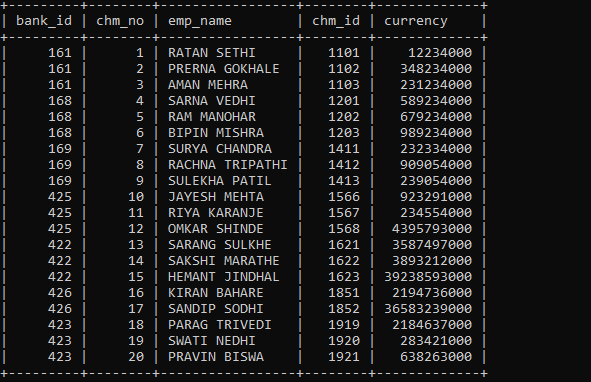 bank_id | chm_no | emp_name | chm_id | currency
161 | 1 | RATAN SETHI | 1101 | 12234000
161 | 2 | PRERNA GOKHALE | 1102 | 348234000
161 | 3 | AMAN MEHRA | 1103 | 231234000
168 | 4 | SARNA VEDHI | 1201 | 589234000
168 | 5 | RAM MANOHAR | 1202 | 679234000
168 | 6 | BIPIN MISHRA | 1203 | 989234000
169 | 7 | SURYA CHANDRA | 1411 | 232334000
169 | 8 | RACHNA TRIPATHI | 1412 | 909054000
169 | 9 | SULEKHA PATIL | 1413 | 239054000
425 | 10 | JAYESH MEHTA | 1566 | 923291000
425 | 11 | RIYA KARANJE | 1567 | 234554000
425 | 12 | OMKAR SHINDE | 1568 | 4395793000
422 | 13 | SARANG SULKHE | 1621 | 3587497000
422 | 14 | SAKSHI MARATHE | 1622 | 3893212000
422 | 15 | HEMANT JINDHAL | 1623 | 39238593000
426 | 16 | KIRAN BAHARE | 1851 | 2194736000
426 | 17 | SANDIP SODHI | 1852 | 36583239000
423 | 18 | PARAG TRIVEDI | 1919 | 2184637000
423 | 19 | SWATI NEDHI | 1920 | 283421000
423 | 20 | PRAVIN BISWA | 1921 | 638263000